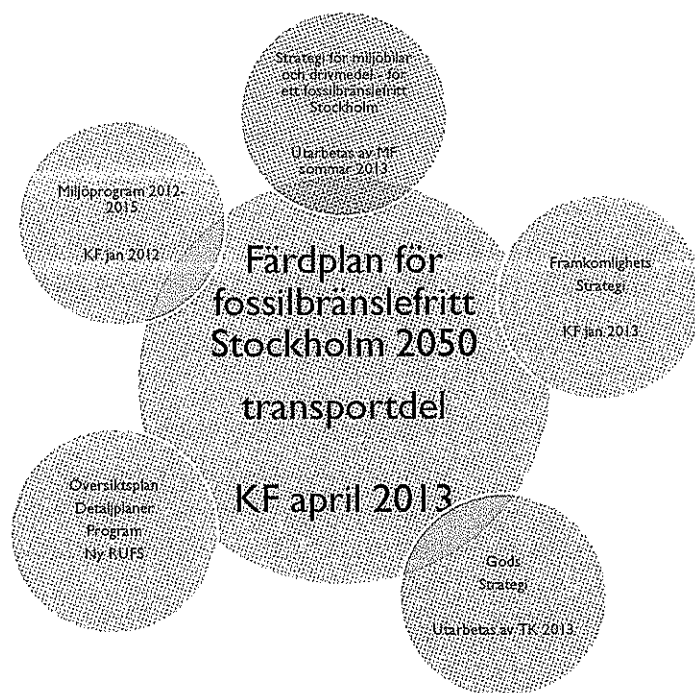 Strategi för miljöbilar
och drivmedel - för
ett fossilbränslefritt
Stockholm
Utarbetas av MF
sommar 2013
Miljöprogram 2012-
2015
KF jan 2012
Färdplan för
fossilbränslefritt
Stockholm 2050
transportdel
KF april 2013
Framkomlighets
Strategi
KF jan 2013
Översiktsplan
Detaljplaner
Program
Ny RUFS
Gods
Strategi
Utarbetas av TK 2013